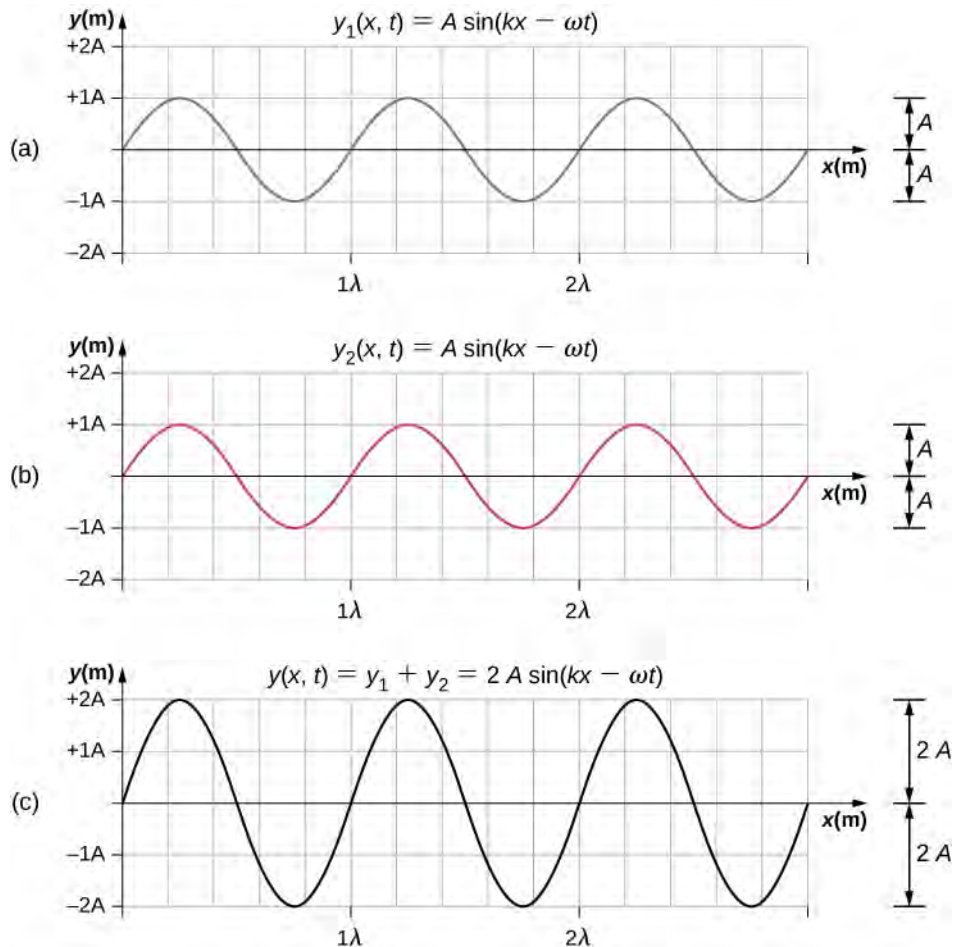 y(m)
y₁(x, t) = A sin(kx − ωt)
+2A
+1A
A
(a)
x(m)
A
−1A
−2A
1λ
2λ
y(m)
y₂(x, t) = A sin(kx − ωt)
+2A
+1A
A
(b)
x(m)
A
−1A
−2A
1λ
2λ
y(m)
y(x, t) = y₁ + y₂ = 2 A sin(kx − ωt)
+2A
+1A
2 A
(c)
x(m)
−1A
2 A
−2A
1λ
2λ